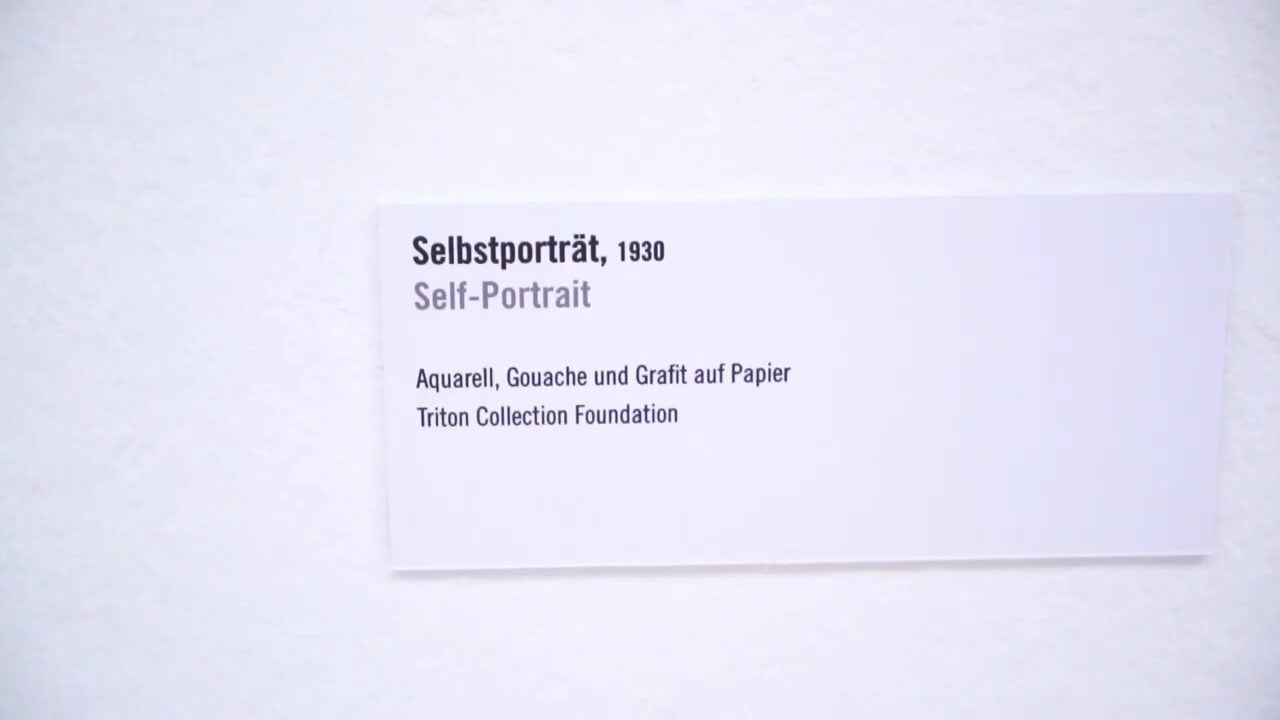 Selbstporträt, 1930
Self-Portrait
Aquarell, Gouache und Grafit auf Papier
Triton Collection Foundation